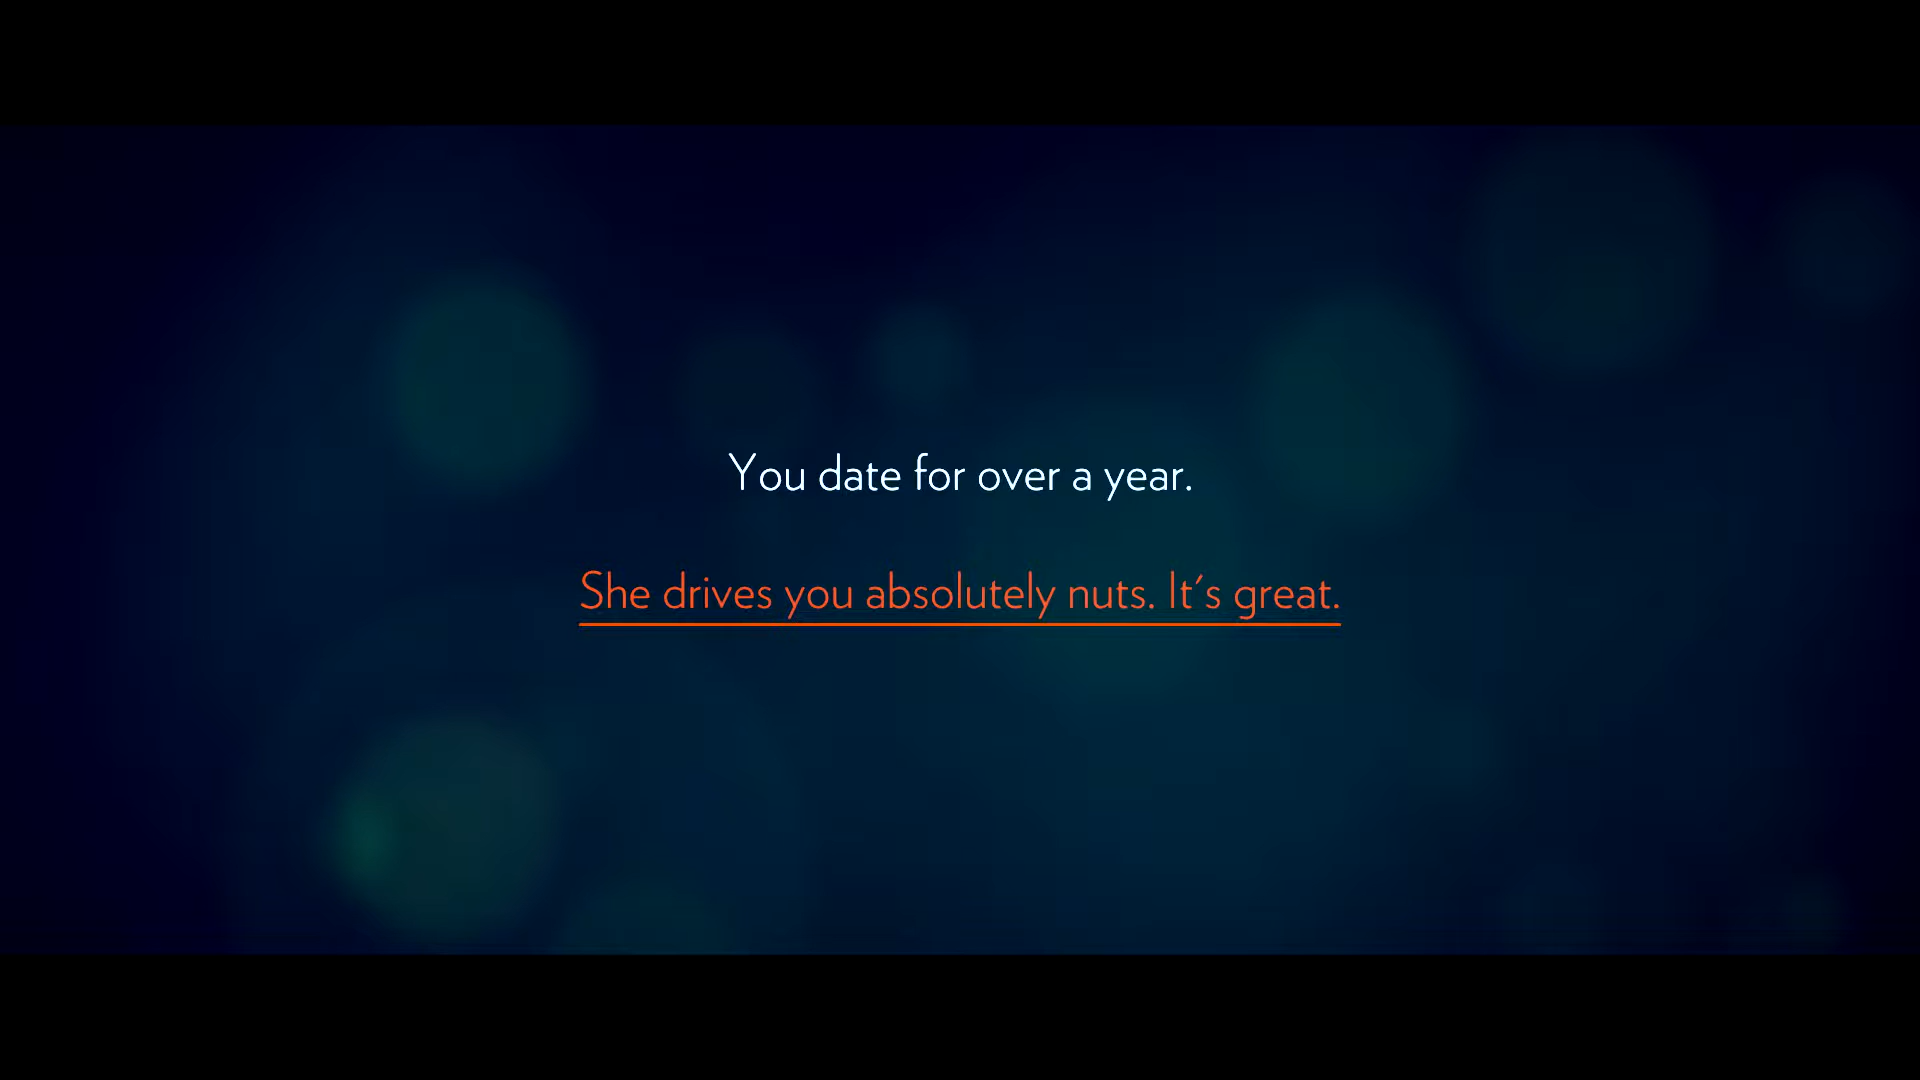 You date for over a year.
She drives you absolutely nuts. It's great.